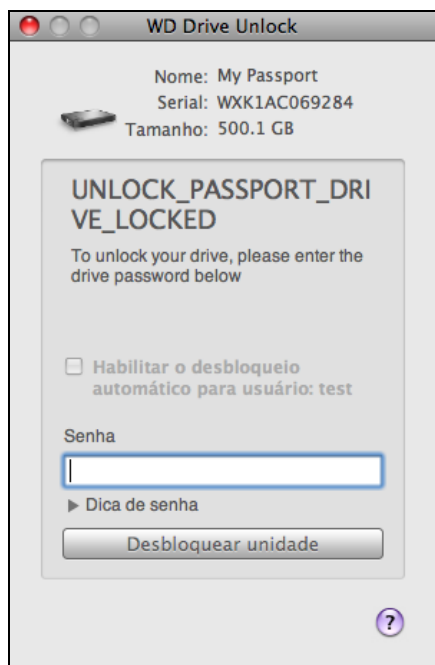 WD Drive Unlock
Nome: My Passport
Serial: WXK1AC069284
Tamanho: 500.1 GB
UNLOCK_PASSPORT_DRI
VE_LOCKED
To unlock your drive, please enter the
drive password below
Habilitar o desbloqueio
automático para usuário: test
Senha
Dica de senha
Desbloquear unidade
?